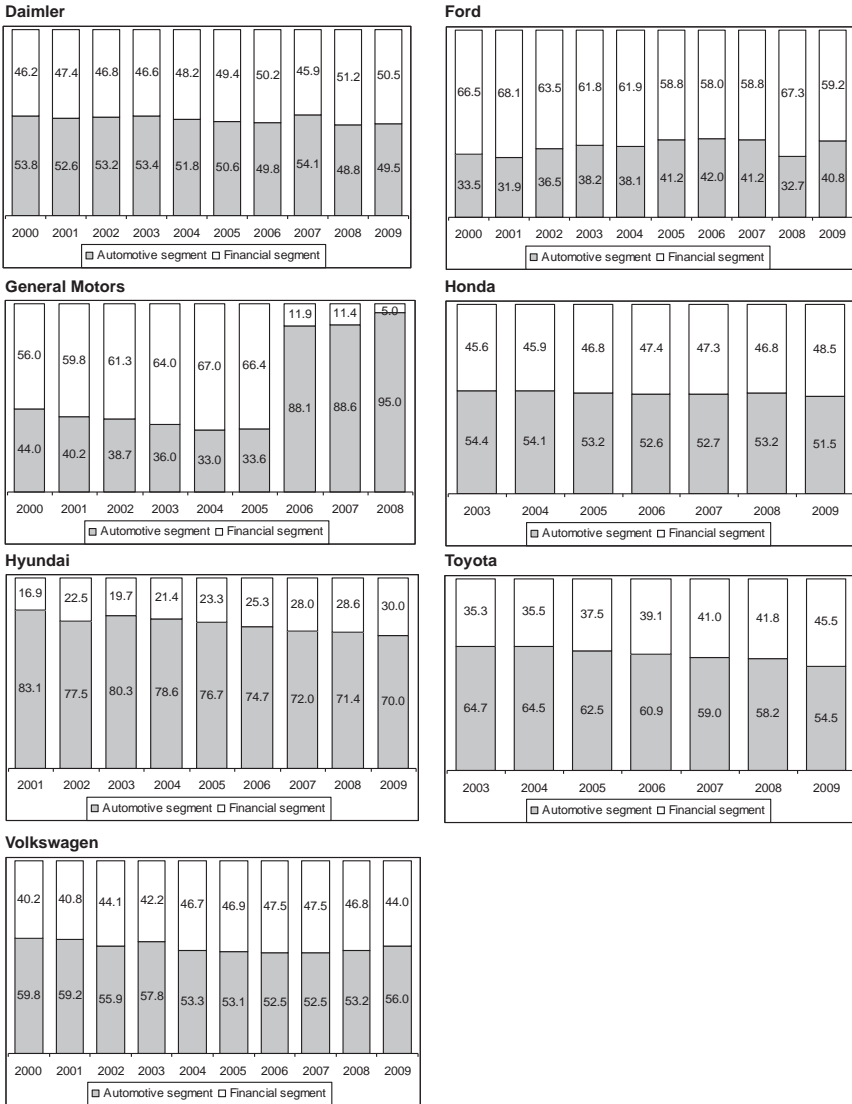 Daimler
46.2 47.4 46.8 46.6 48.2 49.4 50.2 45.9 51.2 50.5
53.8 52.6 53.2 53.4 51.8 50.6 49.8 54.1 48.8 49.5
2000 2001 2002 2003 2004 2005 2006 2007 2008 2009
Automotive segment Financial segment
Ford
66.5 68.1 63.5 61.8 61.9 58.8 58.0 58.8 67.3 59.2
33.5 31.9 36.5 38.2 38.1 41.2 42.0 41.2 32.7 40.8
2000 2001 2002 2003 2004 2005 2006 2007 2008 2009
Automotive segment Financial segment
General Motors
56.0 59.8 61.3 64.0 67.0 66.4 11.9 11.4 5.0
44.0 40.2 38.7 36.0 33.0 33.6 88.1 88.6 95.0
2000 2001 2002 2003 2004 2005 2006 2007 2008
Automotive segment Financial segment
Honda
45.6 45.9 46.8 47.4 47.3 46.8 48.5
54.4 54.1 53.2 52.6 52.7 53.2 51.5
2003 2004 2005 2006 2007 2008 2009
Automotive segment Financial segment
Hyundai
16.9 22.5 19.7 21.4 23.3 25.3 28.0 28.6 30.0
83.1 77.5 80.3 78.6 76.7 74.7 72.0 71.4 70.0
2001 2002 2003 2004 2005 2006 2007 2008 2009
Automotive segment Financial segment
Toyota
35.3 35.5 37.5 39.1 41.0 41.8 45.5
64.7 64.5 62.5 60.9 59.0 58.2 54.5
2003 2004 2005 2006 2007 2008 2009
Automotive segment Financial segment
Volkswagen
40.2 40.8 44.1 42.2 46.7 46.9 47.5 47.5 46.8 44.0
59.8 59.2 55.9 57.8 53.3 53.1 52.5 52.5 53.2 56.0
2000 2001 2002 2003 2004 2005 2006 2007 2008 2009
Automotive segment Financial segment